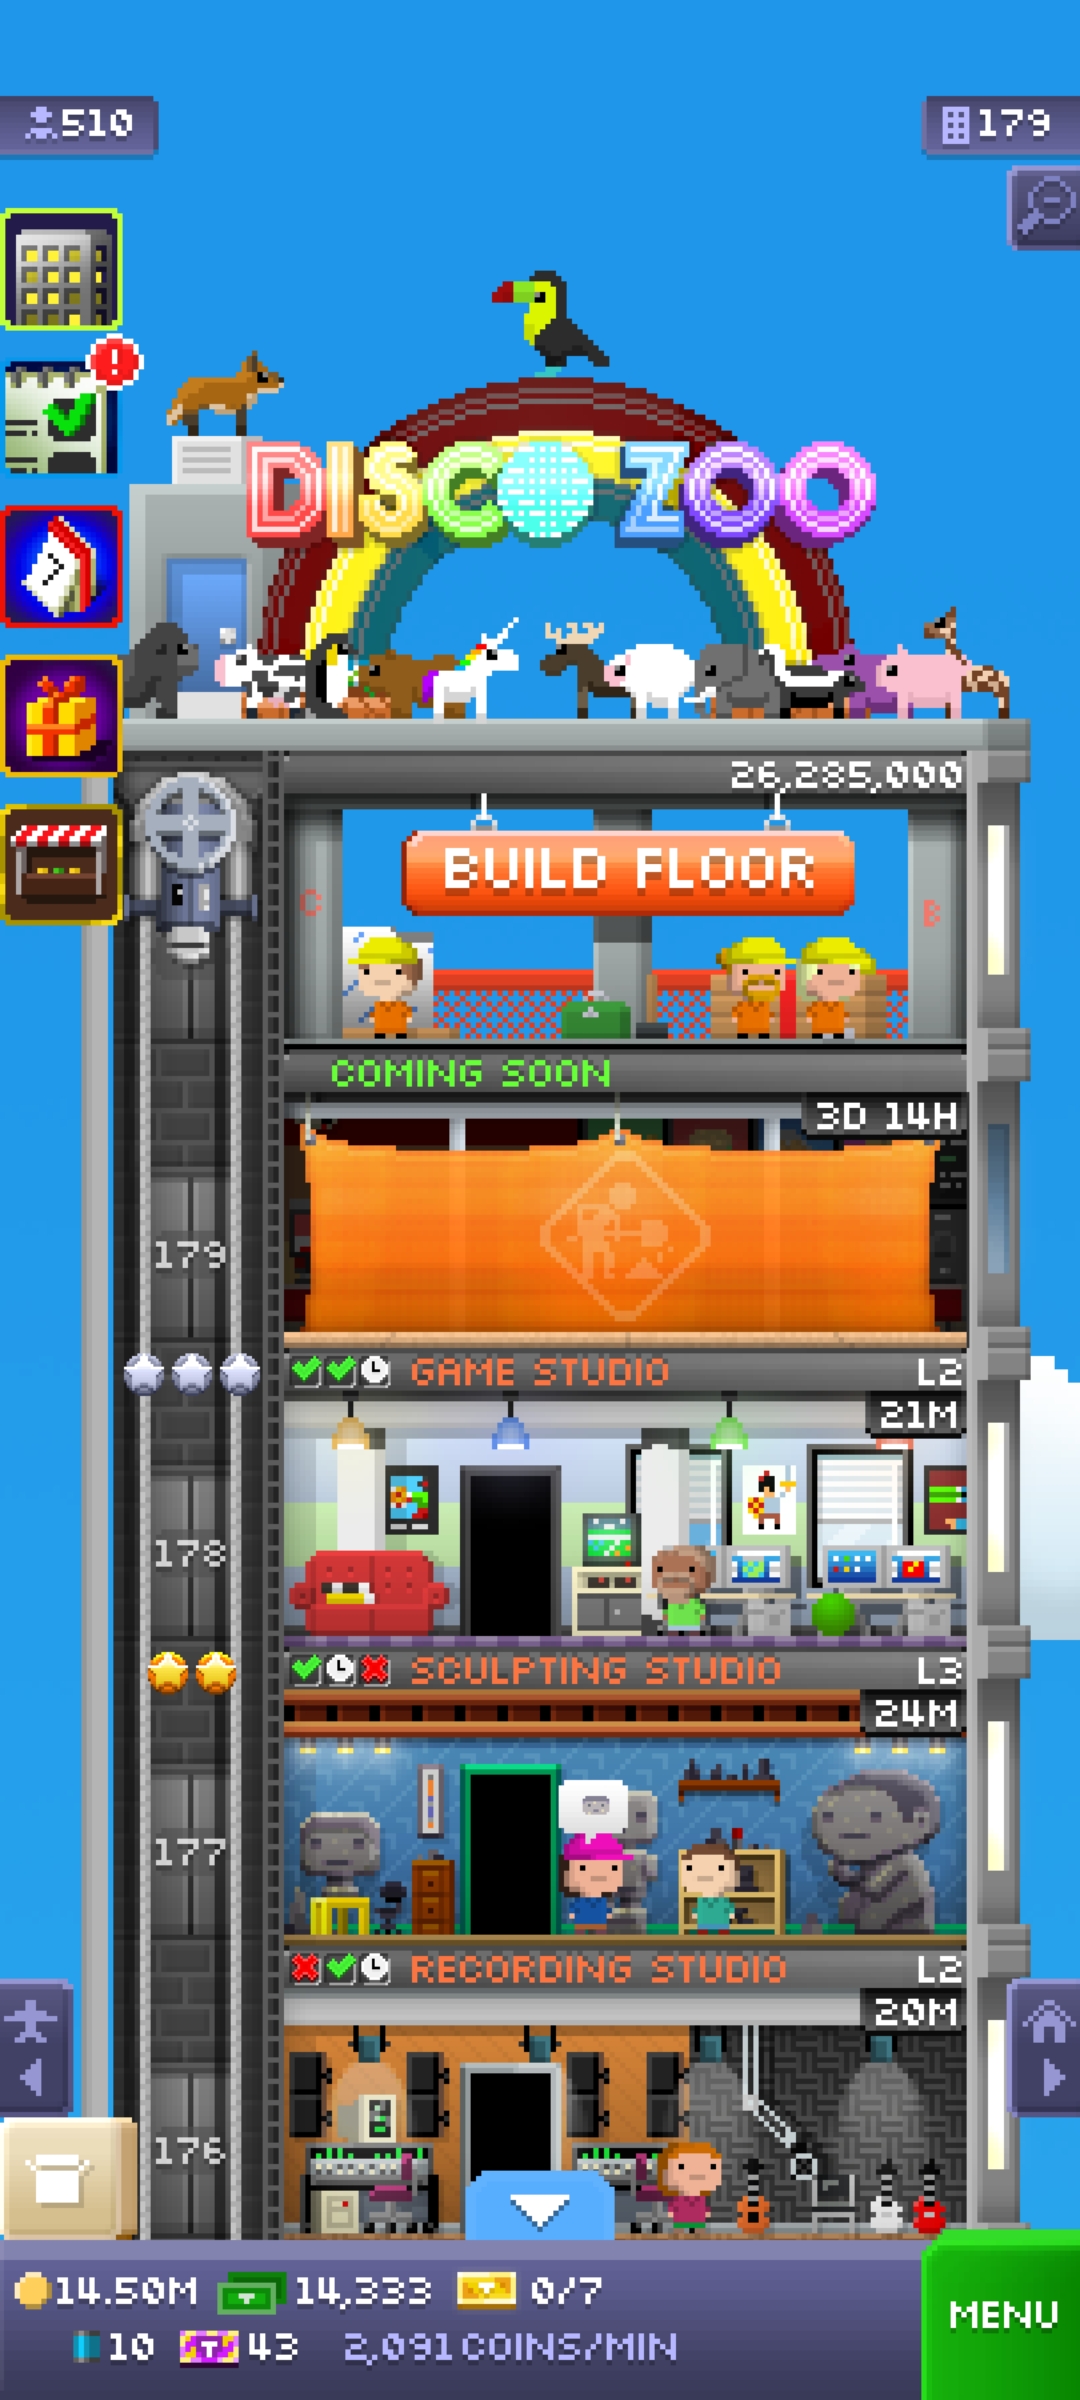 510
179
7
DISCO ZOO
26,285,000
BUILD FLOOR
C
B
COMING SOON
3D 14H
179
GAME STUDIO L2
21M
178
SCULPTING STUDIO L3
24M
177
RECORDING STUDIO L2
20M
176
14.50M 14,333 0/7
10 T 43 2,091 COINS/MIN
MENU